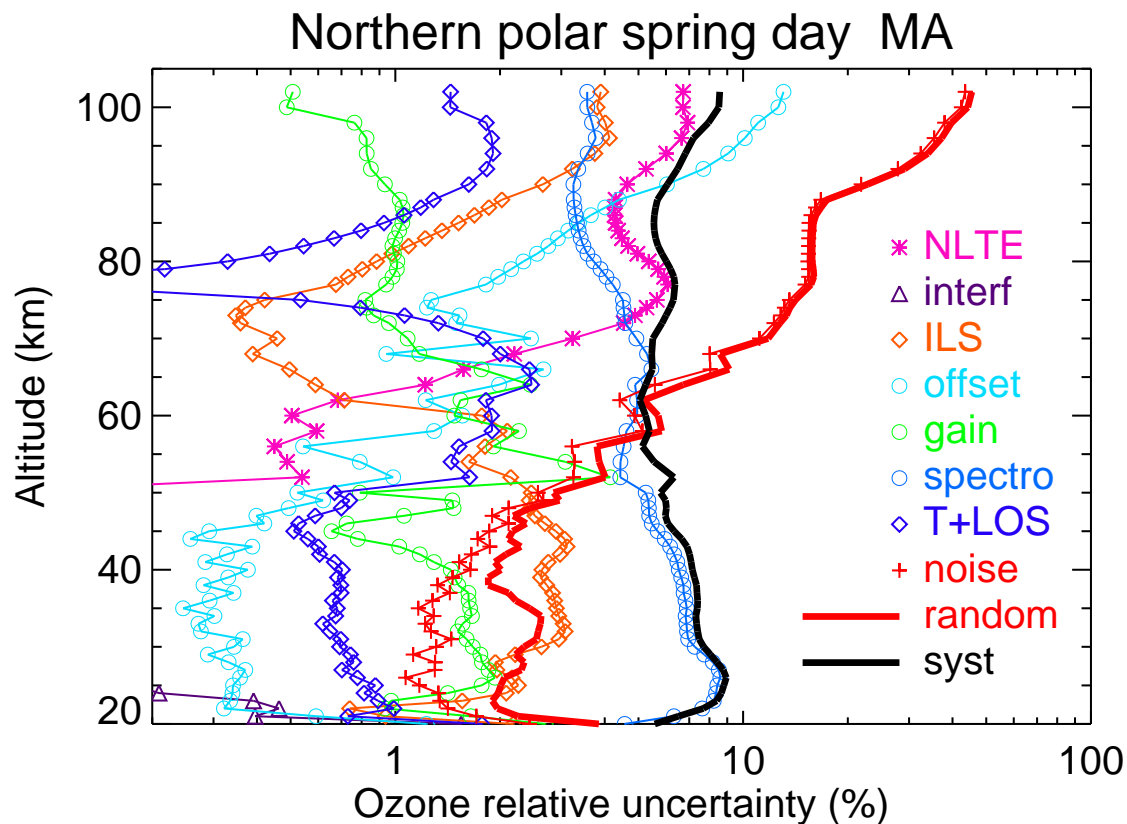 Northern polar spring day MA
Altitude (km)
100
80
60
40
20
NLTE
interf
ILS
offset
gain
spectro
T+LOS
noise
random
syst
1
10
100
Ozone relative uncertainty (%)